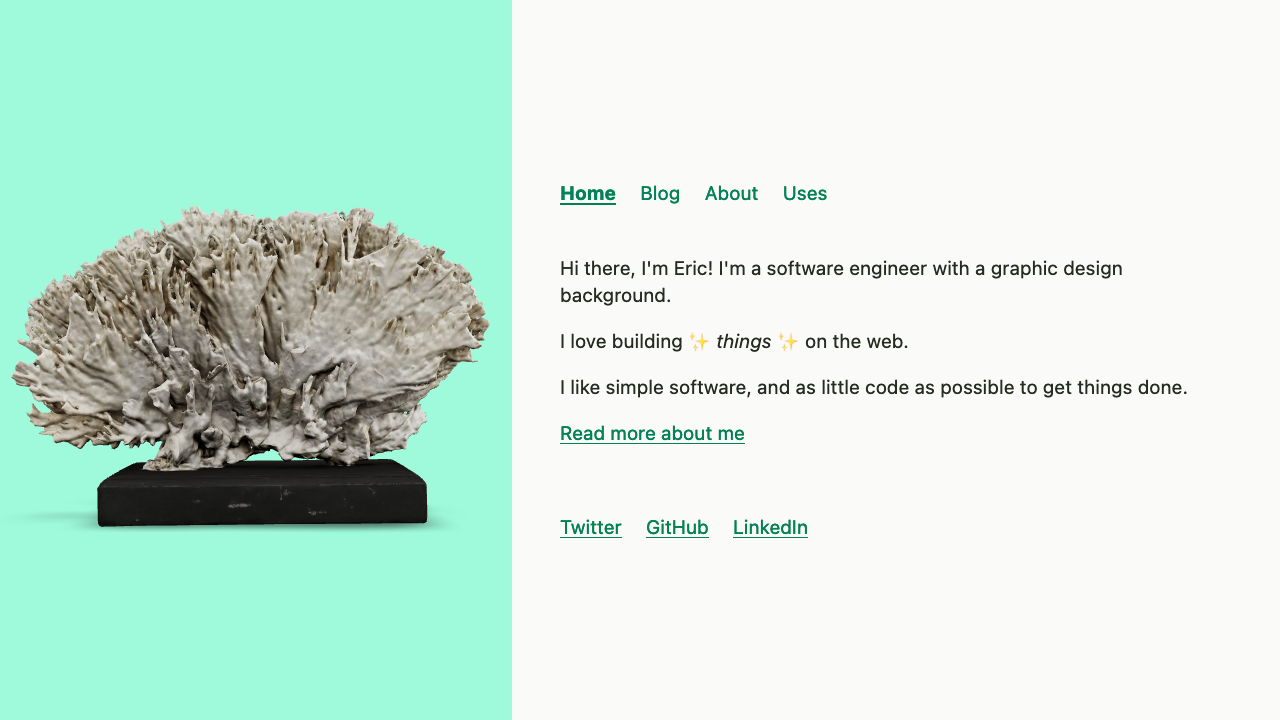 Home Blog About Uses
Hi there, I'm Eric! I'm a software engineer with a graphic design
background.
I love building ✨ things ✨ on the web.
I like simple software, and as little code as possible to get things done.
Read more about me
Twitter GitHub LinkedIn